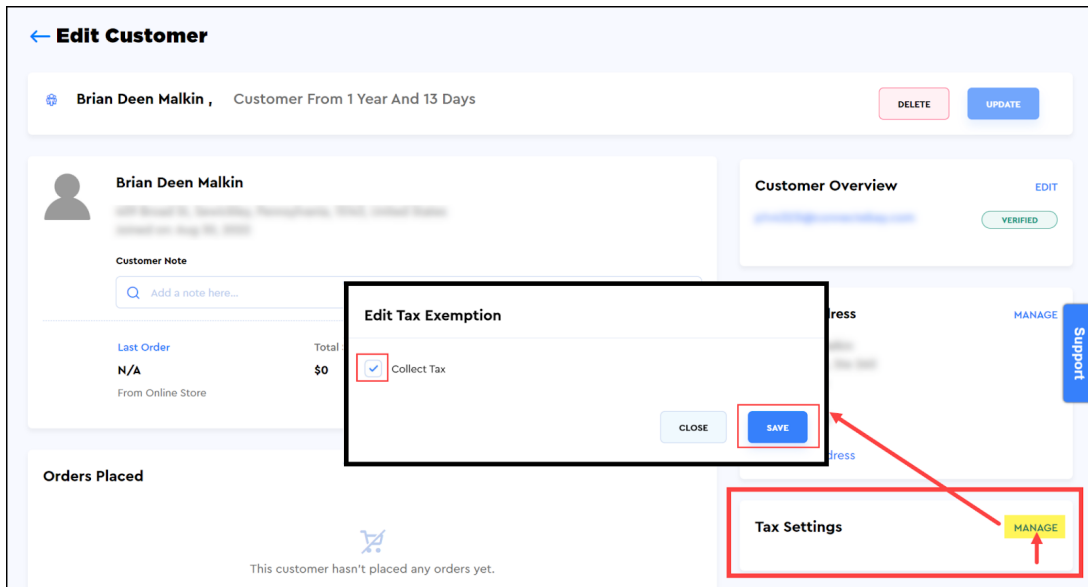 Edit Customer
Brian Deen Malkin , Customer From 1 Year And 13 Days
DELETE
UPDATE
Brian Deen Malkin
Customer Note
Add a note here...
Last Order
N/A
From Online Store
Total
$0
Customer Overview
EDIT
VERIFIED
ress
MANAGE
dress
Edit Tax Exemption
Collect Tax
CLOSE
SAVE
Support
Orders Placed
This customer hasn't placed any orders yet.
Tax Settings
MANAGE